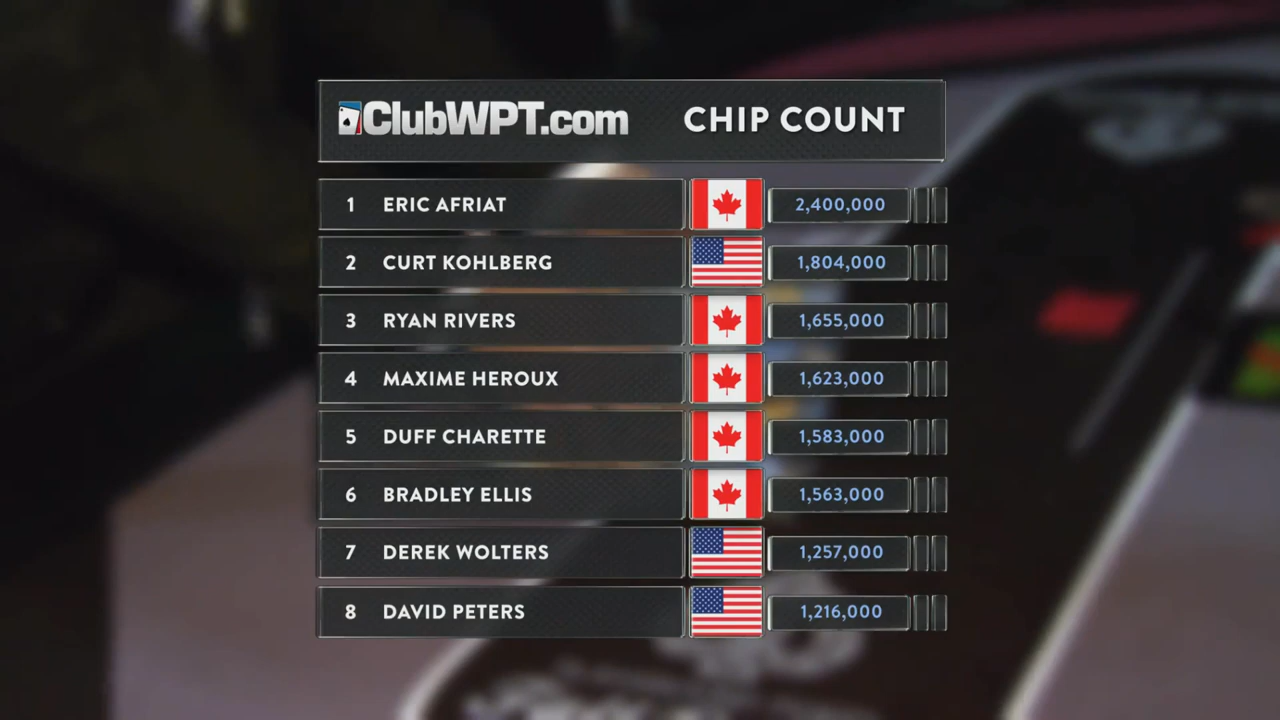 ClubWPT.com CHIP COUNT
1 ERIC AFRIAT 2,400,000
2 CURT KOHLBERG 1,804,000
3 RYAN RIVERS 1,655,000
4 MAXIME HEROUX 1,623,000
5 DUFF CHARETTE 1,583,000
6 BRADLEY ELLIS 1,563,000
7 DEREK WOLTERS 1,257,000
8 DAVID PETERS 1,216,000